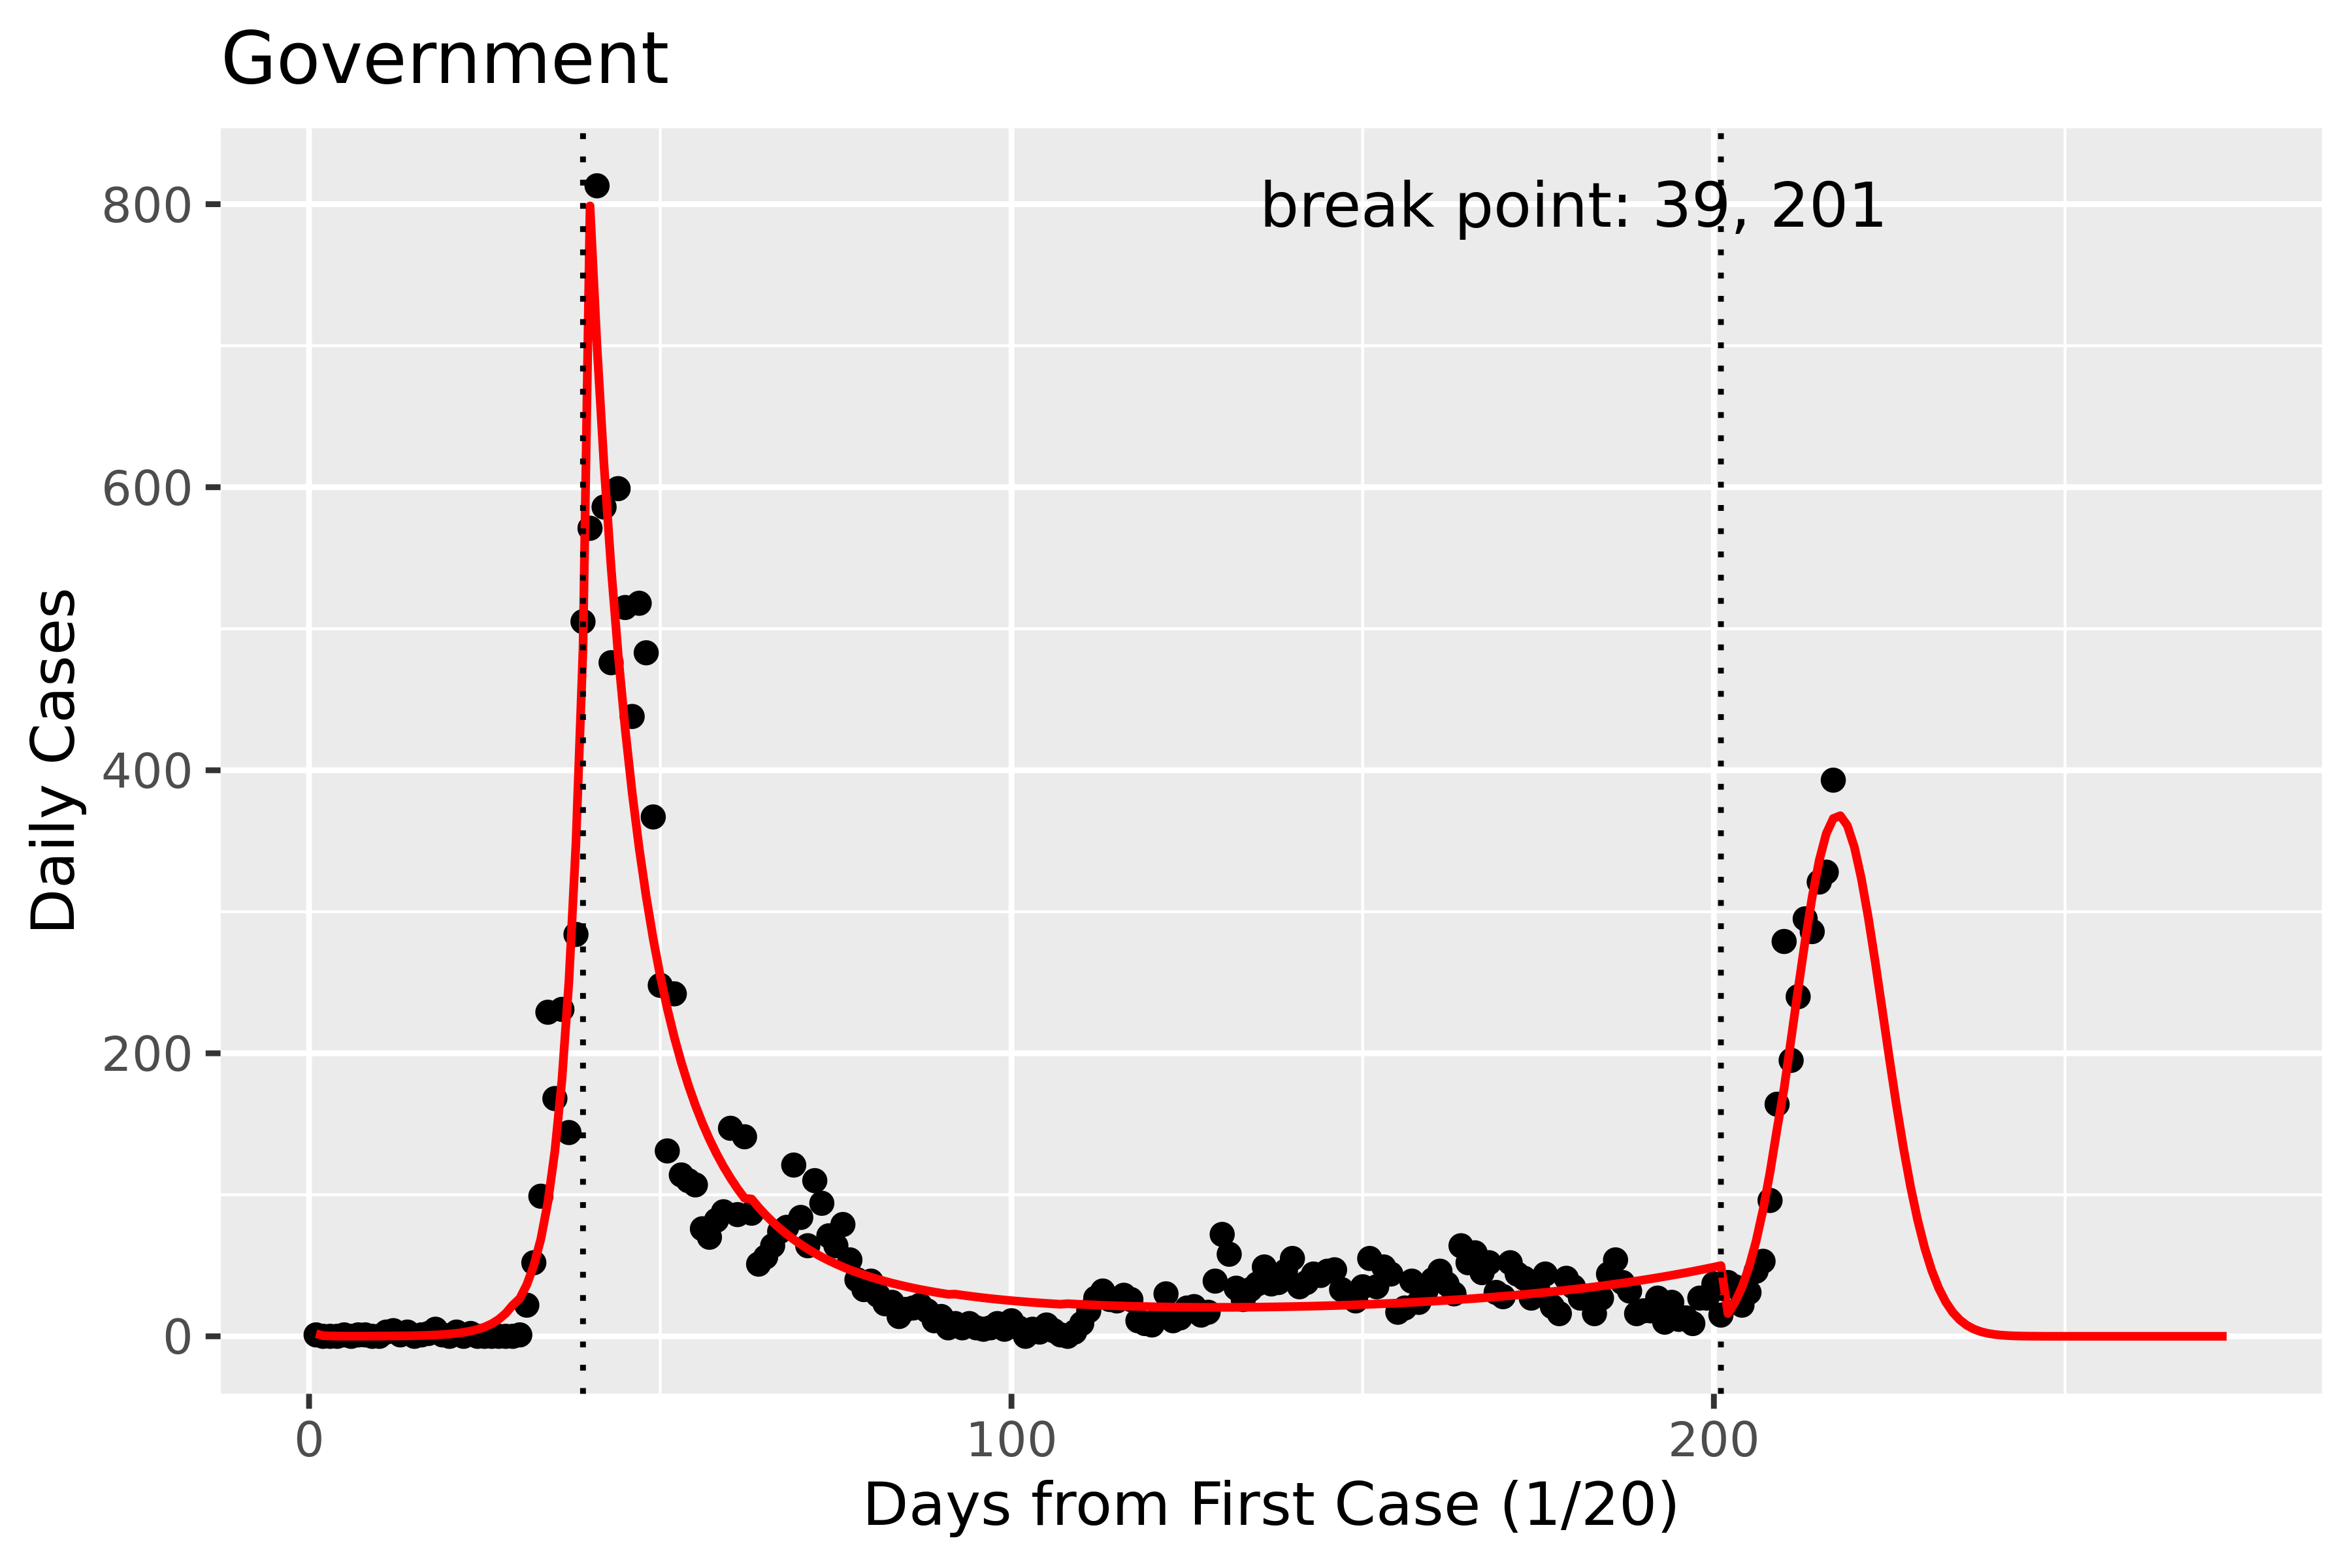 Government
break point: 39, 201
Daily Cases
800
600
400
200
0
0 100 200
Days from First Case (1/20)